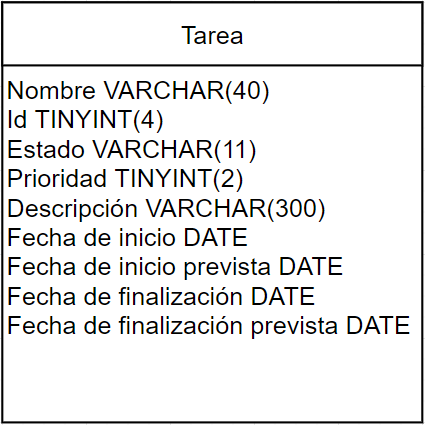 Tarea
Nombre VARCHAR(40)
Id TINYINT(4)
Estado VARCHAR(11)
Prioridad TINYINT(2)
Descripción VARCHAR(300)
Fecha de inicio DATE
Fecha de inicio prevista DATE
Fecha de finalización DATE
Fecha de finalización prevista DATE